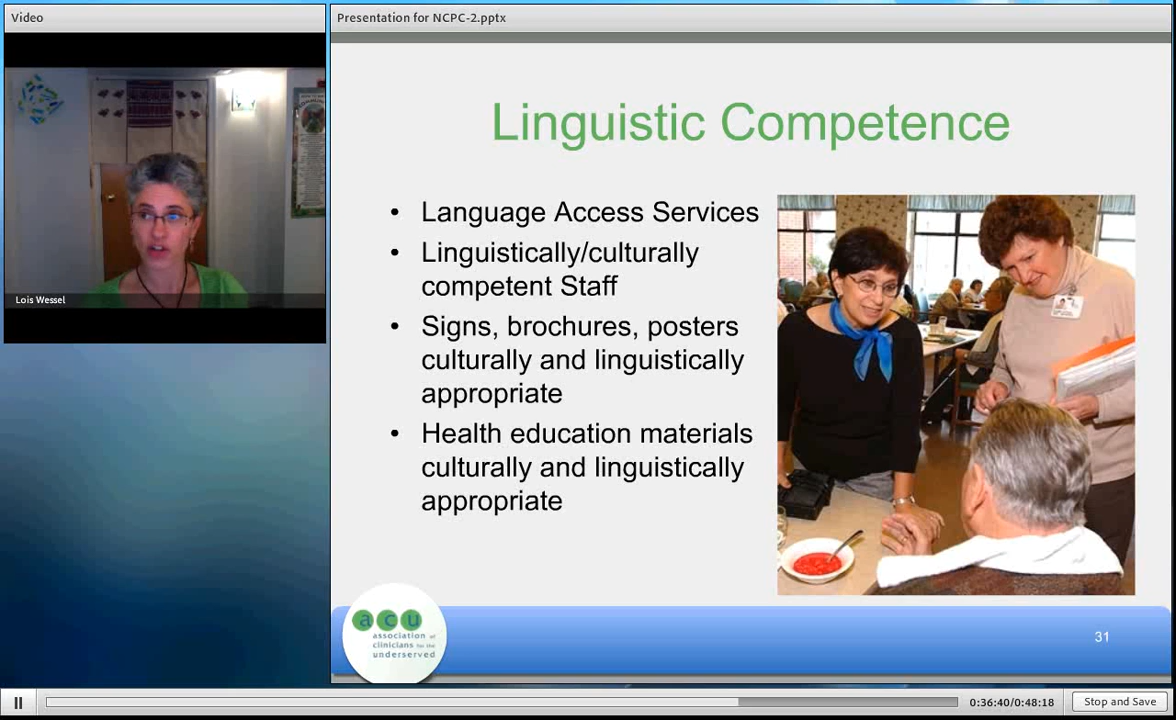 Video
Presentation for NCPC-2.pptx
Lois Wessel
Linguistic Competence
• Language Access Services
• Linguistically/culturally
competent Staff
• Signs, brochures, posters
culturally and linguistically
appropriate
• Health education materials
culturally and linguistically
appropriate
acu
association of
clinicians for the
underserved
31
0:36:40/0:48:18
Stop and Save